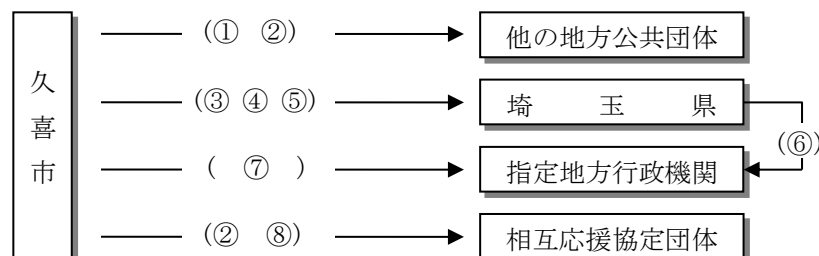 久喜市
(① ②)
他の地方公共団体
(③ ④ ⑤)
埼 玉 県
(⑥)
( ⑦ )
指定地方行政機関
(② ⑧)
相互応援協定団体